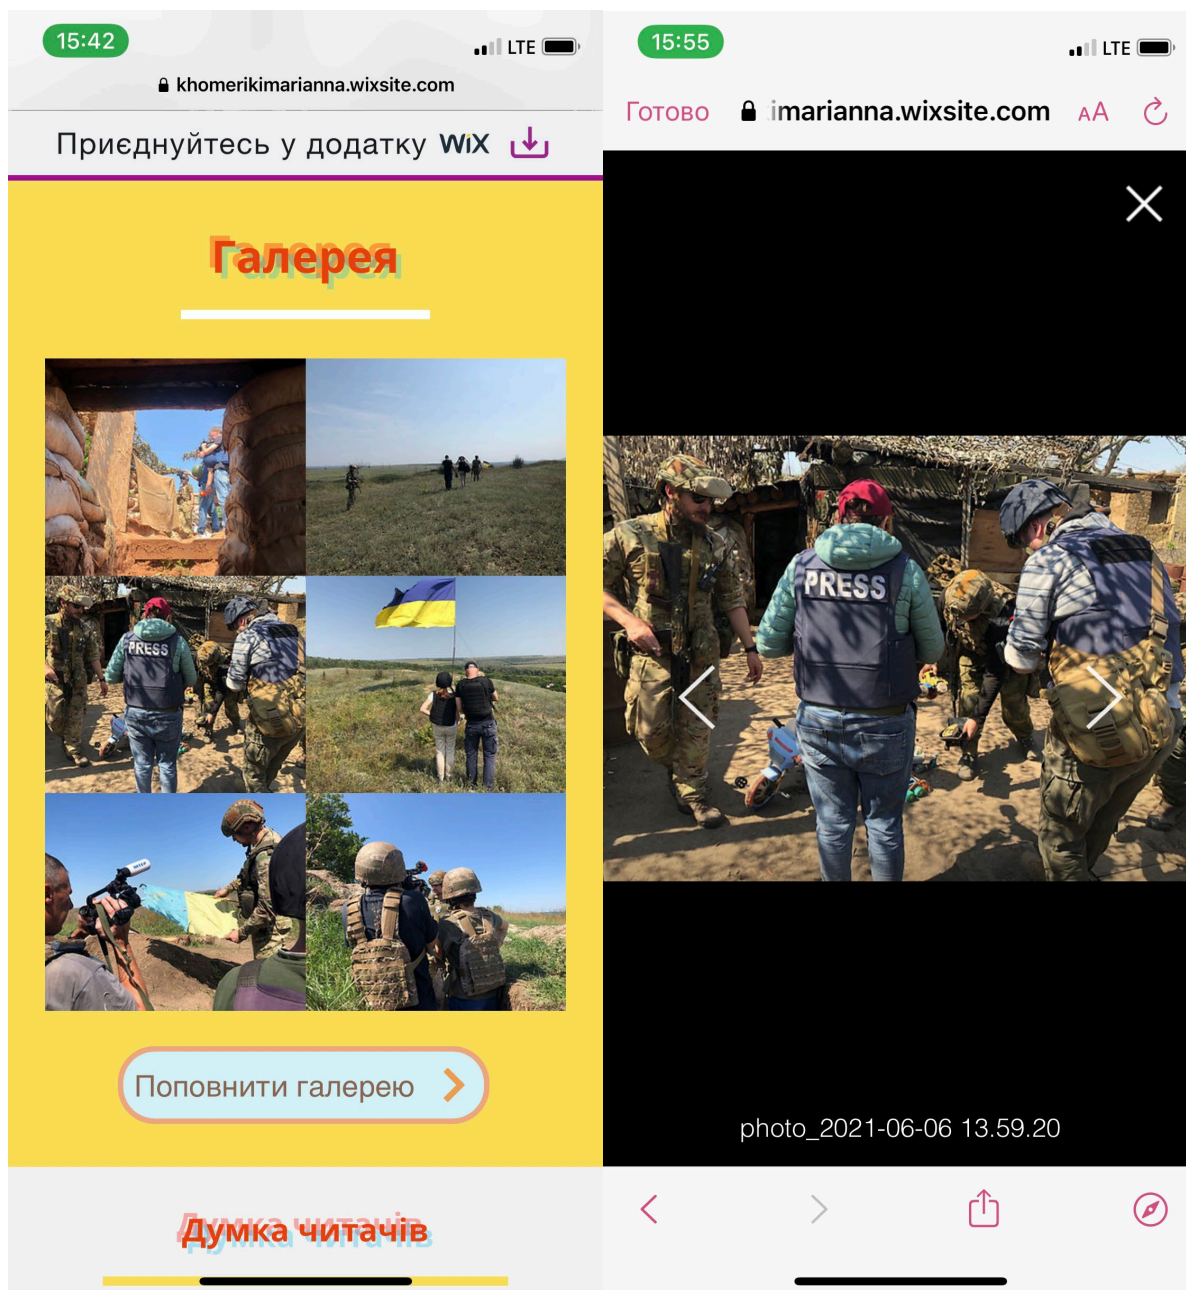 15:42
LTE
khomerikimarianna.wixsite.com
Приєднуйтесь у додатку WiX
Галерея
PRESS
Поповнити галерею
Думка читачів
15:55
LTE
Готово
imarianna.wixsite.com
AA
PRESS
photo_2021-06-06 13.59.20